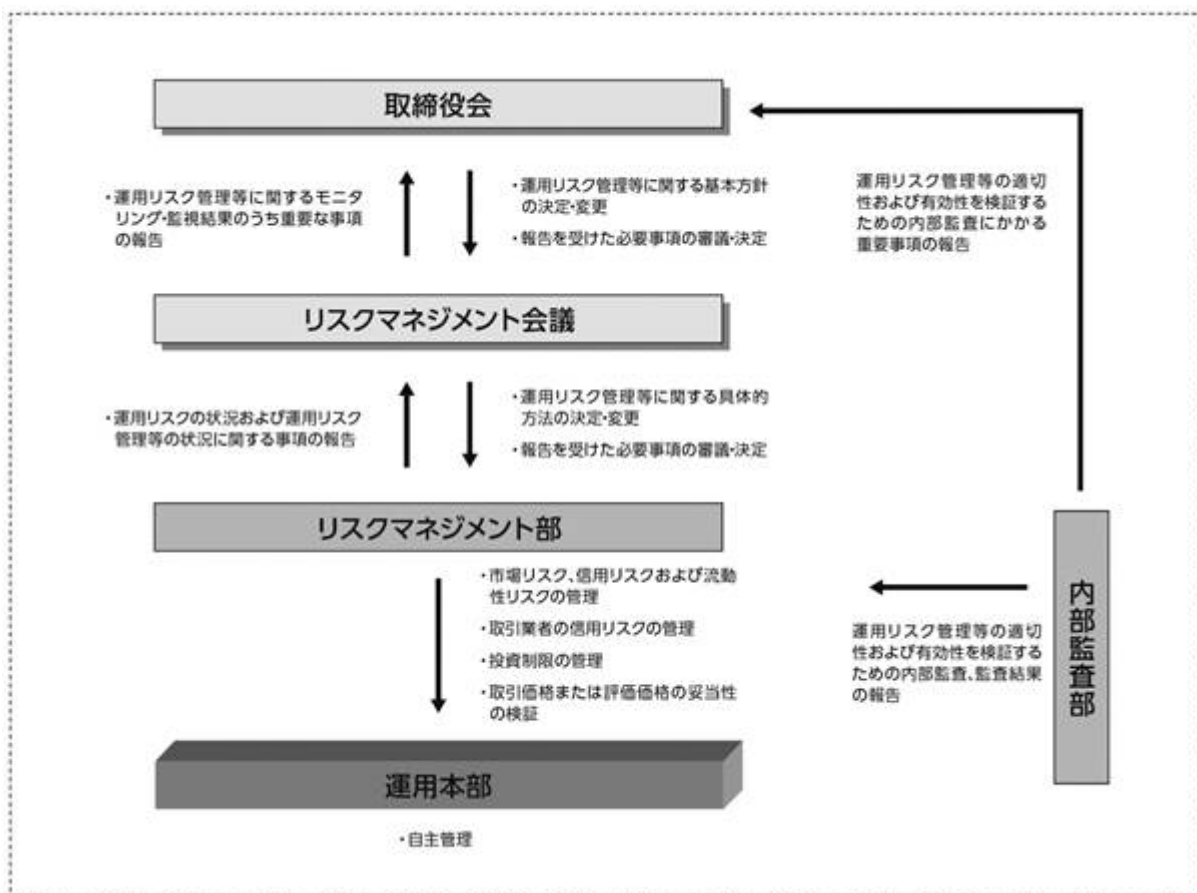 取締役会
・運用リスク管理等に関するモニタ
リング・監視結果のうち重要な事項
の報告
・運用リスク管理等に関する基本方針
の決定・変更
・報告を受けた必要事項の審議・決定
運用リスク管理等の適切
性および有効性を検証する
ための内部監査にかかる
重要事項の報告
リスクマネジメント会議
・運用リスクの状況および運用リスク
管理等の状況に関する事項の報告
・運用リスク管理等に関する具体的
方法の決定・変更
・報告を受けた必要事項の審議・決定
リスクマネジメント部
・市場リスク、信用リスクおよび流動
性リスクの管理
・取引業者の信用リスクの管理
・投資制限の管理
・取引価格または評価価格の妥当性
の検証
運用リスク管理等の適切
性および有効性を検証する
ための内部監査、監査結果
の報告
内部監査部
運用本部
・自主管理